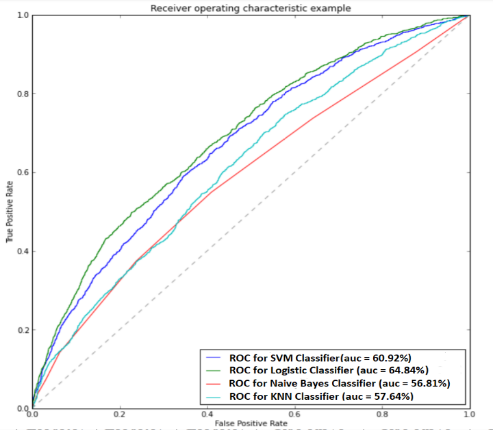 Receiver operating characteristic example
1.0
0.8
0.6
0.4
0.2
0.0
True Positive Rate
ROC for SVM Classifier(auc = 60.92%)
ROC for Logistic Classifier (auc = 64.84%)
ROC for Naive Bayes Classifier (auc = 56.81%)
ROC for KNN Classifier (auc = 57.64%)
0.0 0.2 0.4 0.6 0.8 1.0
False Positive Rate